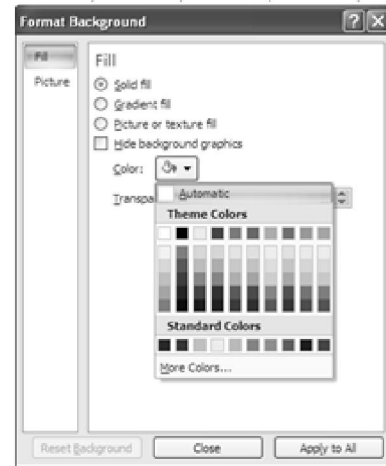 Format Background
Fill
Picture
Fill
Solid fill
Gradient fill
Picture or texture fill
Hide background graphics
Color:
Transpa
Automatic
Theme Colors
Standard Colors
More Colors...
Reset Background
Close
Apply to All